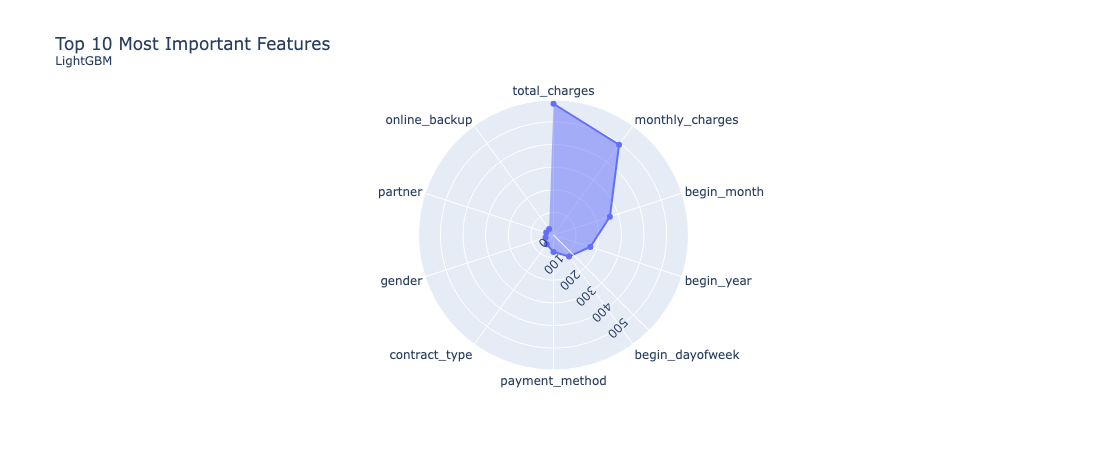 Top 10 Most Important Features
LightGBM
total_charges
online_backup
monthly_charges
partner
begin_month
0
100
200
300
400
500
gender
begin_year
contract_type
begin_dayofweek
payment_method